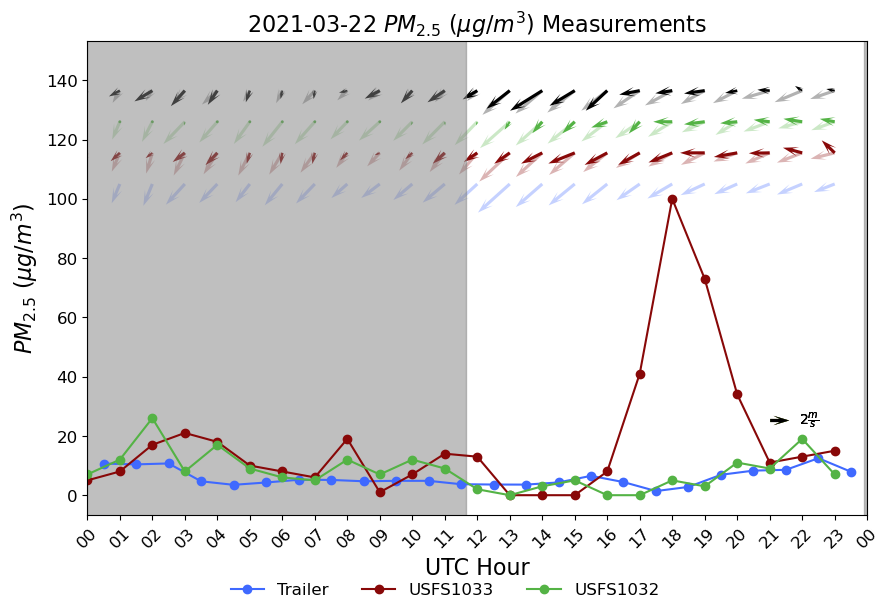 2021-03-22 PM2.5 (μg/m³) Measurements
PM2.5 (μg/m³)
140
120
100
80
60
40
20
0
2 m/s
00 01 02 03 04 05 06 07 08 09 10 11 12 13 14 15 16 17 18 19 20 21 22 23 00
UTC Hour
Trailer USFS1033 USFS1032